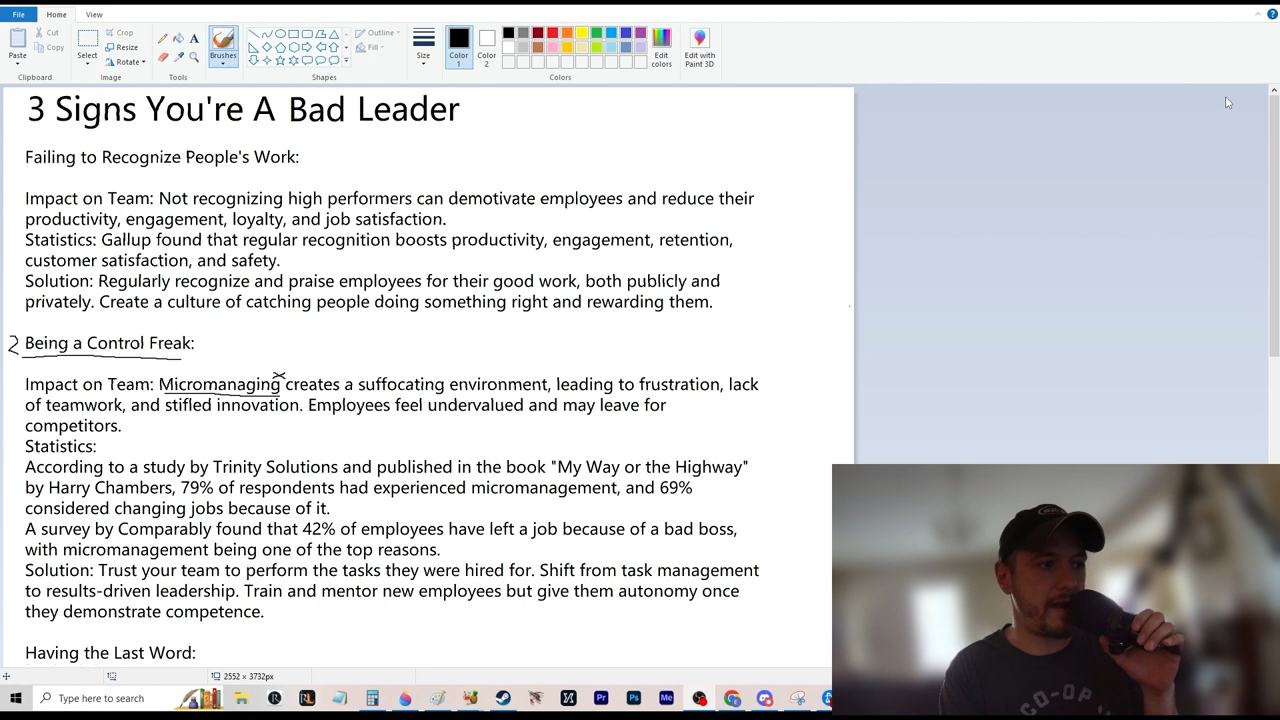 File
Home
View
Paste
Cut
Copy
Clipboard
Select
Crop
Resize
Rotate
Image
Tools
Brushes
Outline
Fill
Shapes
Size
Color 1
Color 2
Edit colors
Colors
Edit with Paint 3D
3 Signs You're A Bad Leader
Failing to Recognize People's Work:
Impact on Team: Not recognizing high performers can demotivate employees and reduce their
productivity, engagement, loyalty, and job satisfaction.
Statistics: Gallup found that regular recognition boosts productivity, engagement, retention,
customer satisfaction, and safety.
Solution: Regularly recognize and praise employees for their good work, both publicly and
privately. Create a culture of catching people doing something right and rewarding them.
2 Being a Control Freak:
Impact on Team: Micromanaging creates a suffocating environment, leading to frustration, lack
of teamwork, and stifled innovation. Employees feel undervalued and may leave for
competitors.
Statistics:
According to a study by Trinity Solutions and published in the book "My Way or the Highway"
by Harry Chambers, 79% of respondents had experienced micromanagement, and 69%
considered changing jobs because of it.
A survey by Comparably found that 42% of employees have left a job because of a bad boss,
with micromanagement being one of the top reasons.
Solution: Trust your team to perform the tasks they were hired for. Shift from task management
to results-driven leadership. Train and mentor new employees but give them autonomy once
they demonstrate competence.
Having the Last Word:
2552 × 3732px
Type here to search
Pr
Ps
Me
CO-OP